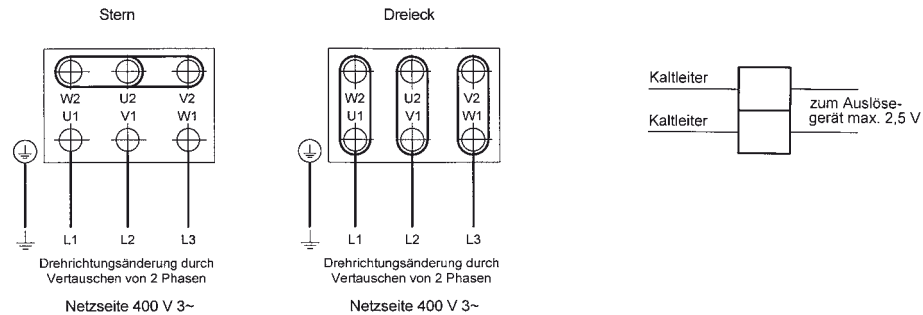 Stern
W2 U2 V2
U1 V1 W1
L1 L2 L3
Drehrichtungsänderung durch
Vertauschen von 2 Phasen
Netzseite 400 V 3~
Dreieck
W2 U2 V2
U1 V1 W1
L1 L2 L3
Drehrichtungsänderung durch
Vertauschen von 2 Phasen
Netzseite 400 V 3~
Kaltleiter
Kaltleiter
zum Auslöse-
gerät max. 2,5 V